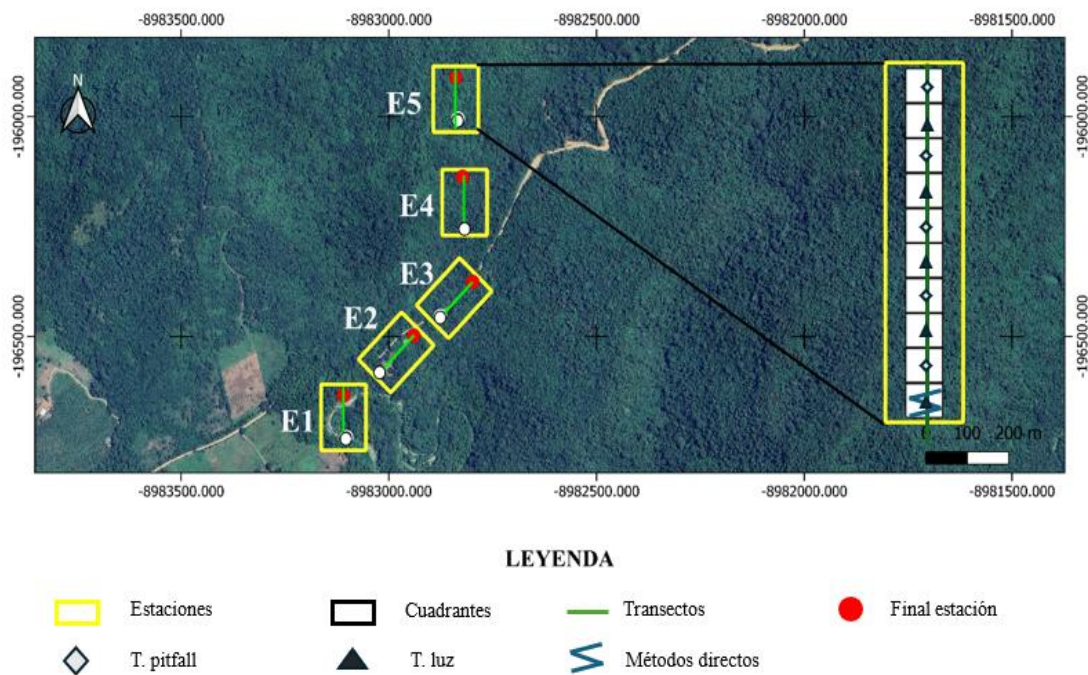 -8983500.000 -8983000.000 -8982500.000 -8982000.000 -8981500.000
N
E5
-196000.000 -196000.000
E4
E3
E2
-196500.000 -196500.000
E1
0 100 200 m
-8983500.000 -8983000.000 -8982500.000 -8982000.000 -8981500.000
LEYENDA
Estaciones Cuadrantes Transectos Final estación
T. pitfall T. luz Métodos directos